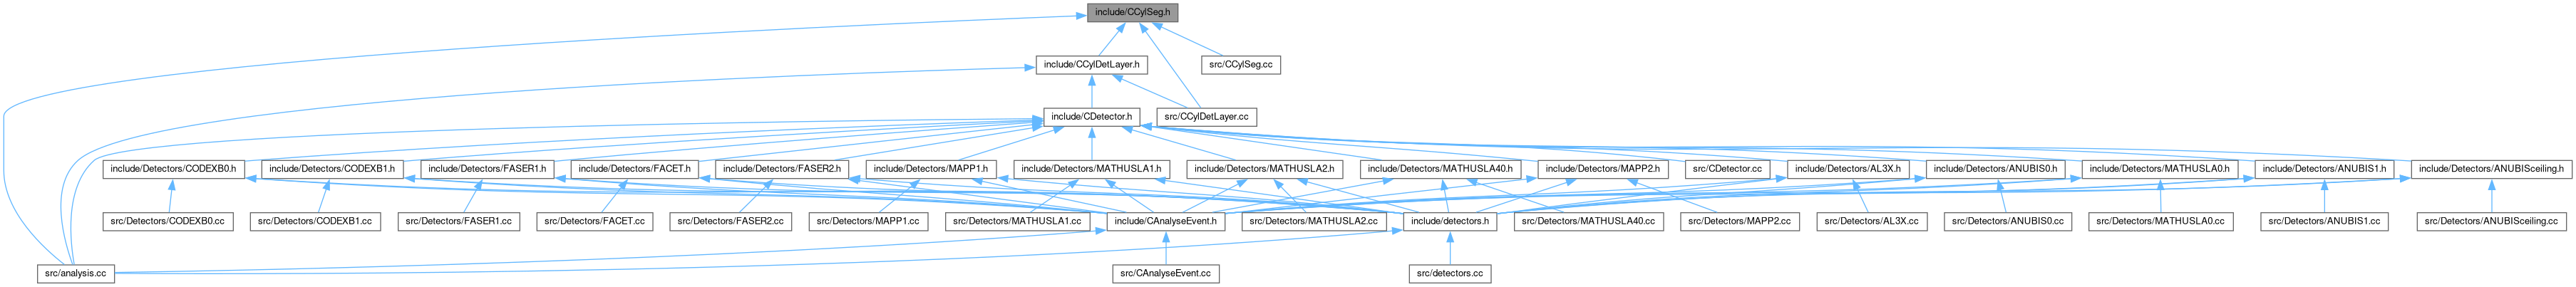 include/CCylSeg.h
include/CCylDetLayer.h
src/CCylSeg.cc
include/CDetector.h
src/CCylDetLayer.cc
include/Detectors/CODEXB0.h
include/Detectors/CODEXB1.h
include/Detectors/FASER1.h
include/Detectors/FACET.h
include/Detectors/FASER2.h
include/Detectors/MAPP1.h
include/Detectors/MATHUSLA1.h
include/Detectors/MATHUSLA2.h
include/Detectors/MATHUSLA40.h
include/Detectors/MAPP2.h
src/CDetector.cc
include/Detectors/AL3X.h
include/Detectors/ANUBIS0.h
include/Detectors/MATHUSLA0.h
include/Detectors/ANUBIS1.h
include/Detectors/ANUBISceiling.h
src/Detectors/CODEXB0.cc
src/Detectors/CODEXB1.cc
src/Detectors/FASER1.cc
src/Detectors/FACET.cc
src/Detectors/FASER2.cc
src/Detectors/MAPP1.cc
src/Detectors/MATHUSLA1.cc
include/CAnalyseEvent.h
src/Detectors/MATHUSLA2.cc
include/detectors.h
src/Detectors/MATHUSLA40.cc
src/Detectors/MAPP2.cc
src/Detectors/AL3X.cc
src/Detectors/ANUBIS0.cc
src/Detectors/MATHUSLA0.cc
src/Detectors/ANUBIS1.cc
src/Detectors/ANUBISceiling.cc
src/analysis.cc
src/CAnalyseEvent.cc
src/detectors.cc